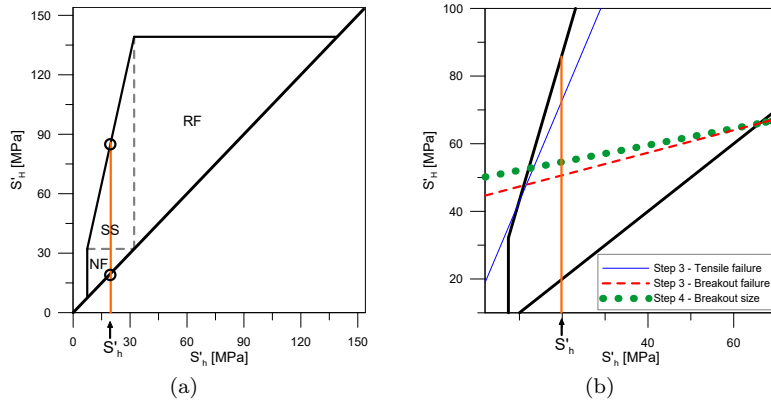 150
120
90
60
30
0
S'H [MPa]
RF
SS
NF
0
30
60
90
120
150
S'h
S'h [MPa]
(a)
100
80
60
40
20
S'H [MPa]
Step 3 - Tensile failure
Step 3 - Breakout failure
Step 4 - Breakout size
40
60
S'h
S'h [MPa]
(b)